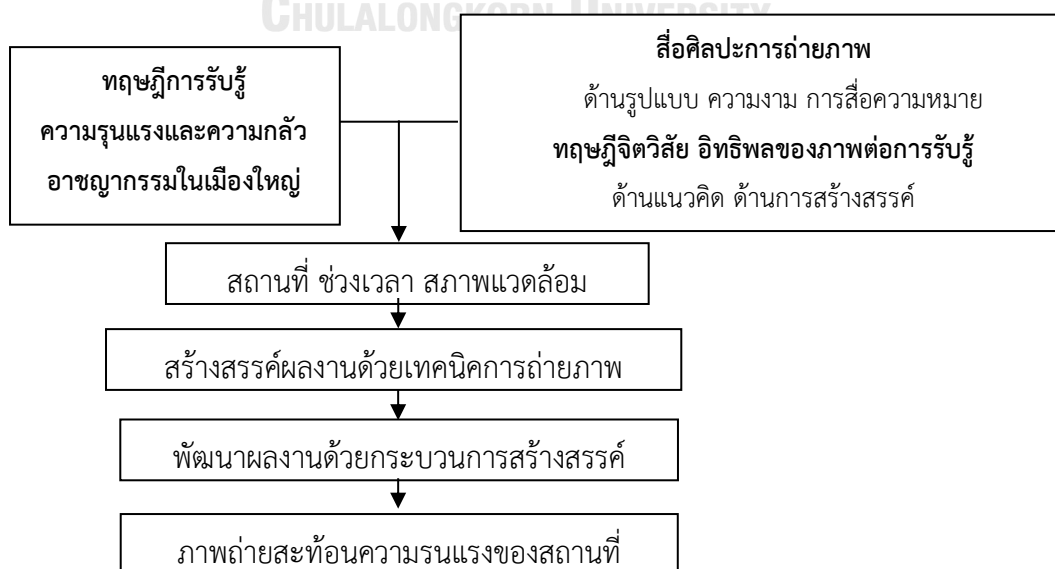 CHULALONGKORN UNIVERSITY
ทฤษฎีการรับรู้
ความรุนแรงและความกลัว
อาชญากรรมในเมืองใหญ่
สื่อศิลปะการถ่ายภาพ
ด้านรูปแบบ ความงาม การสื่อความหมาย
ทฤษฎีจิตวิสัย อิทธิพลของภาพต่อการรับรู้
ด้านแนวคิด ด้านการสร้างสรรค์
สถานที่ ช่วงเวลา สภาพแวดล้อม
สร้างสรรค์ผลงานด้วยเทคนิคการถ่ายภาพ
พัฒนาผลงานด้วยกระบวนการสร้างสรรค์
ภาพถ่ายสะท้อนความรุนแรงของสถานที่